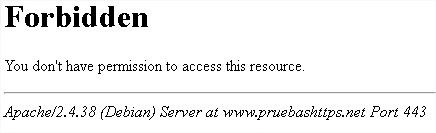 Forbidden
You don't have permission to access this resource.
Apache/2.4.38 (Debian) Server at www.pruebashttps.net Port 443